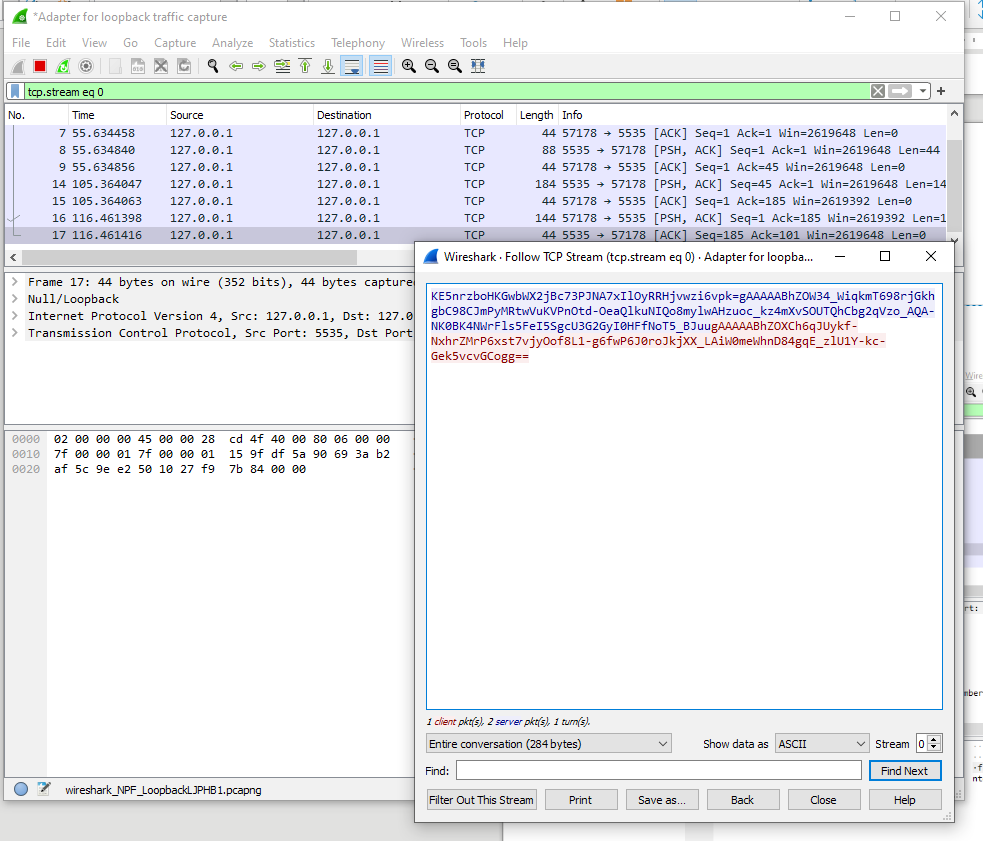 *Adapter for loopback traffic capture
File Edit View Go Capture Analyze Statistics Telephony Wireless Tools Help
tcp.stream eq 0
No. Time Source Destination Protocol Length Info
7 55.634458 127.0.0.1 127.0.0.1 TCP 44 57178 → 5535 [ACK] Seq=1 Ack=1 Win=2619648 Len=0
8 55.634840 127.0.0.1 127.0.0.1 TCP 88 5535 → 57178 [PSH, ACK] Seq=1 Ack=1 Win=2619648 Len=44
9 55.634856 127.0.0.1 127.0.0.1 TCP 44 57178 → 5535 [ACK] Seq=1 Ack=45 Win=2619648 Len=0
14 105.364047 127.0.0.1 127.0.0.1 TCP 184 5535 → 57178 [PSH, ACK] Seq=45 Ack=1 Win=2619648 Len=14
15 105.364063 127.0.0.1 127.0.0.1 TCP 44 57178 → 5535 [ACK] Seq=1 Ack=185 Win=2619392 Len=0
16 116.461398 127.0.0.1 127.0.0.1 TCP 144 57178 → 5535 [PSH, ACK] Seq=1 Ack=185 Win=2619392 Len=1
17 116.461416 127.0.0.1 127.0.0.1 TCP 44 5535 → 57178 [ACK] Seq=185 Ack=101 Win=2619648 Len=0
Frame 17: 44 bytes on wire (352 bits), 44 bytes capture
Null/Loopback
Internet Protocol Version 4, Src: 127.0.0.1, Dst: 127.0
Transmission Control Protocol, Src Port: 5535, Dst Port
0000 02 00 00 00 45 00 00 28 cd 4f 40 00 80 06 00 00
0010 7f 00 00 01 7f 00 00 01 15 9f df 5a 90 69 3a b2
0020 af 5c 9e e2 50 10 27 f9 7b 84 00 00
wireshark_NPF_LoopbackLJPHB1.pcapng
Wireshark · Follow TCP Stream (tcp.stream eq 0) · Adapter for loopba...
KE5nrzboHKGwbWX2jBc73PJNA7xIlOyRRHjvwzi6vpk=gAAAAABhZOW34_WiqkmT698rjGkh
gbC98CJmPyMRtwVuKVPnOtd-OeaQlkuNIQo8mylwAHzuoc_kz4mXvSOUTQhCbg2qVzo_AQA-
NK0BK4NWrFls5FeI5SgcU3G2GyI0HFfNoT5_BJuugAAAAABhZOXCh6qJUykf-
NxhrZMrP6xst7vjyOof8L1-g6fwP6J0roJkjXX_LAiW0meWhnD84gqE_zlU1Y-kc-
Gek5vcvGCogg==
1 client pkt(s), 2 server pkt(s), 1 turn(s).
Entire conversation (284 bytes) Show data as ASCII Stream 0
Find: Find Next
Filter Out This Stream Print Save as... Back Close Help